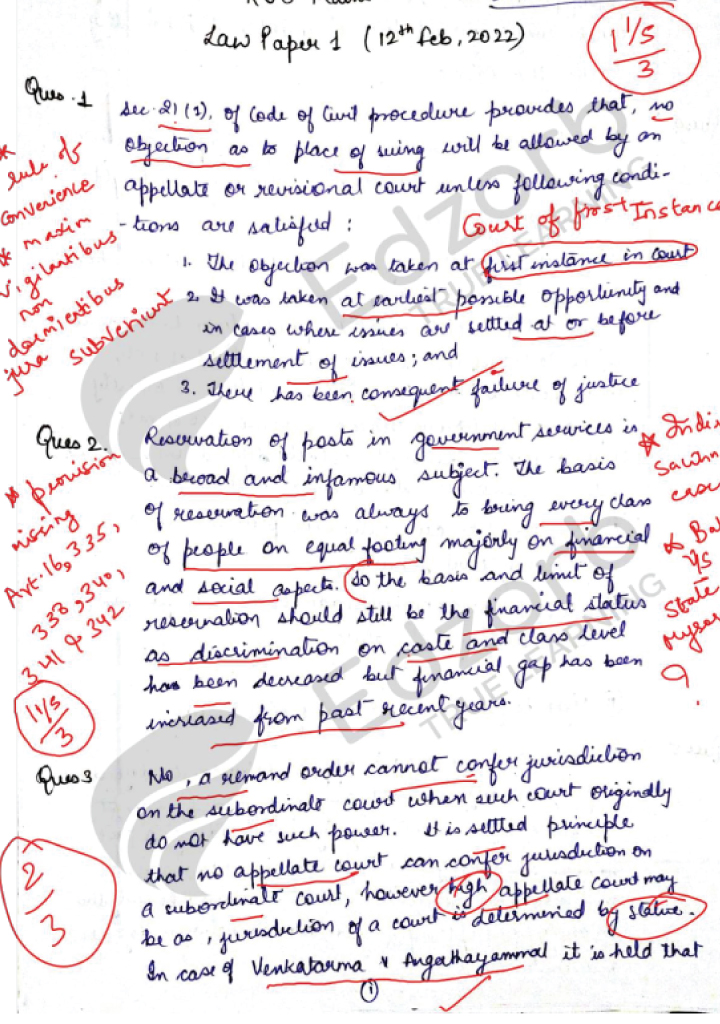 Law Paper 1 (12th Feb, 2022)
1 1/5
3
Ques. 1
Sec. 21 (1), of Code of Civil procedure provides that, no
objection as to place of suing will be allowed by an
appellate or revisional court unless following condi-
-tions are satisfied :
Court of first Instance
1. The objection was taken at first instance in court
2. It was taken at earliest possible opportunity and
in cases where issues are settled at or before
settlement of issues; and
3. There has been consequent failure of justice
* rule of
convenience
* maxim
vigilantibus
non
dormientibus
jura subveniunt
Ques 2.
Reservation of posts in government services is
a broad and infamous subject. The basis
of reservation was always to bring every class
of people on equal footing majorly on financial
and social aspects. So the basis and limit of
reservation should still be the financial status
as discrimination on caste and class level
has been decreased but financial gap has been
increased from past recent years.
* provision
missing
Art. 16, 335,
338, 340,
341 & 342
1 1/5
3
* Indi
Sawhn
case
* Ba
v/s
State
Mysor
Ques 3
No, a remand order cannot confer jurisdiction
on the subordinate court when such court originally
do not have such power. It is settled principle
that no appellate court can confer jurisdiction on
a subordinate court, however high appellate court may
be as, jurisdiction of a court is determined by statue.
In case of Venkatarma v Angathayammal it is held that
2
3
1
Edzorb
TRUE LEARNING
Edzorb
TRUE LEARNING